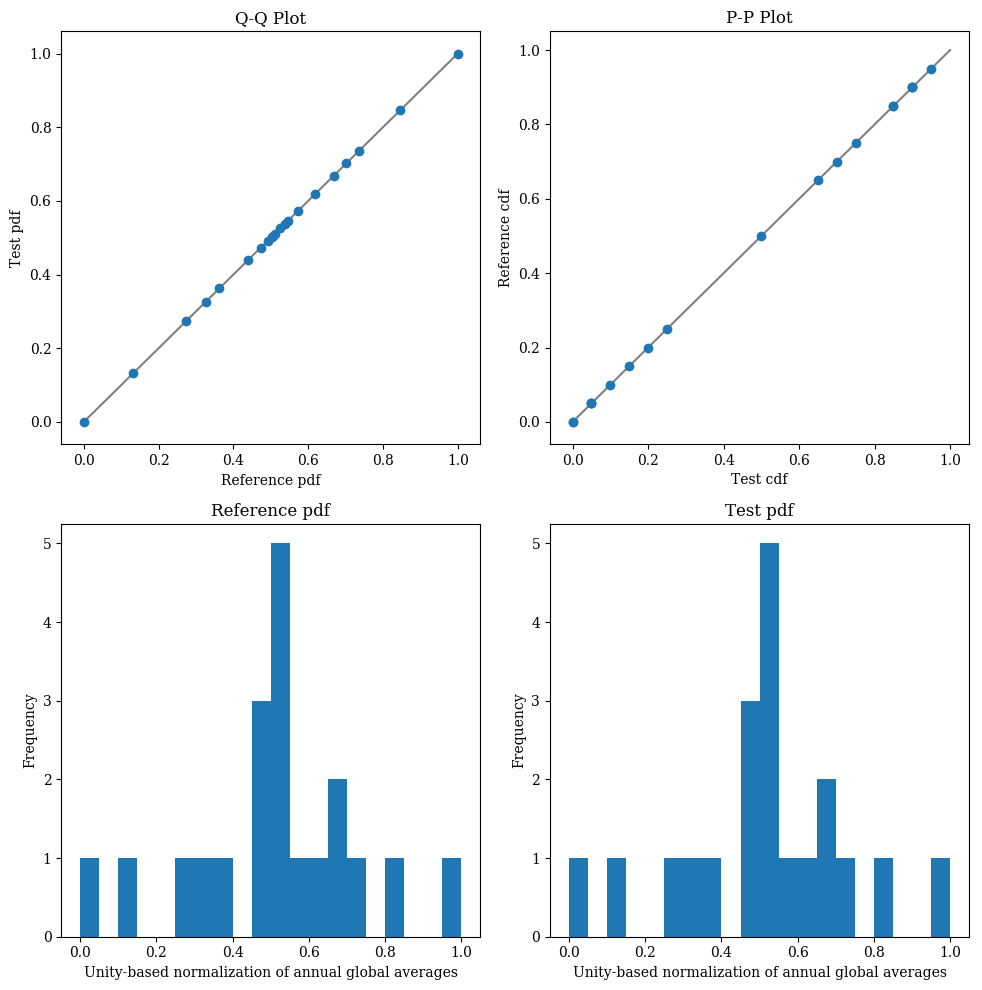 Q-Q Plot
1.0
0.8
0.6
0.4
0.2
0.0
Test pdf
0.0 0.2 0.4 0.6 0.8 1.0
Reference pdf
P-P Plot
1.0
0.8
0.6
0.4
0.2
0.0
Reference cdf
0.0 0.2 0.4 0.6 0.8 1.0
Test cdf
Reference pdf
5
4
3
2
1
0
Frequency
0.0 0.2 0.4 0.6 0.8 1.0
Unity-based normalization of annual global averages
Test pdf
5
4
3
2
1
0
Frequency
0.0 0.2 0.4 0.6 0.8 1.0
Unity-based normalization of annual global averages